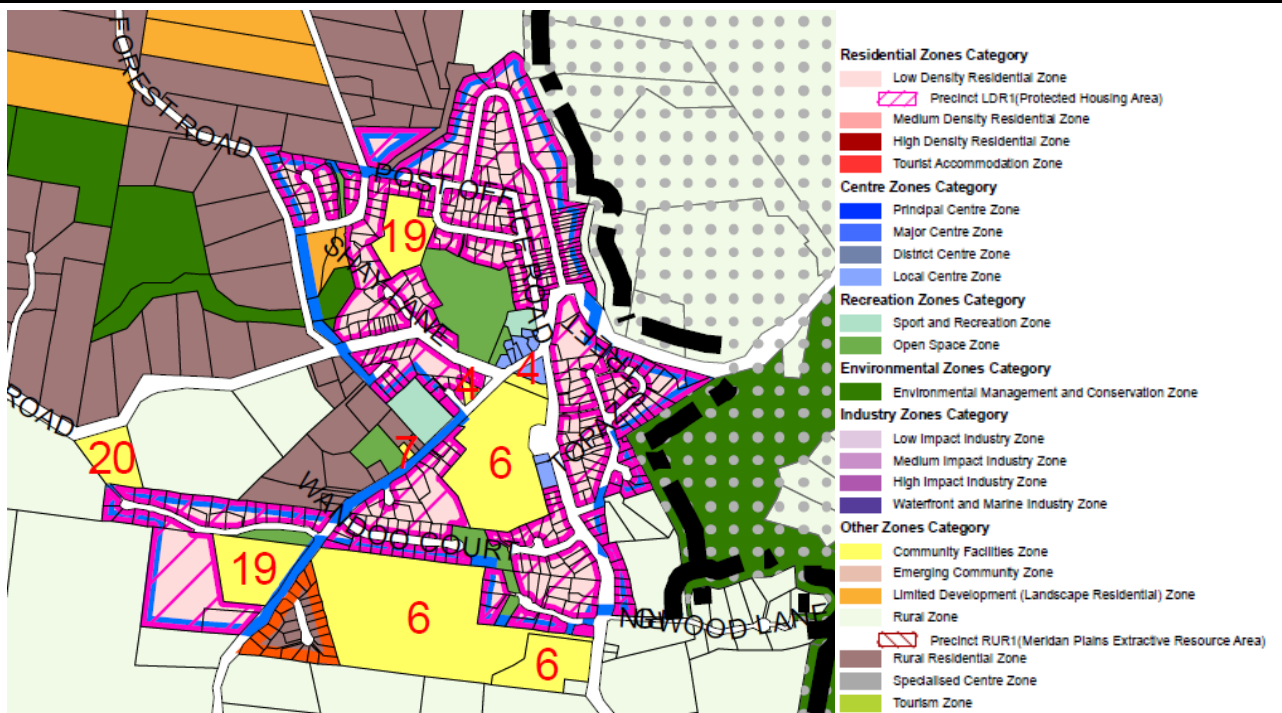 FOREST ROAD
POST OFFICE ROAD
19
SHAY LANE
4
4
ROAD
20
7
6
WANDOO COURT
19
6
6
WOOD LANE
Residential Zones Category
Low Density Residential Zone
Precinct LDR1(Protected Housing Area)
Medium Density Residential Zone
High Density Residential Zone
Tourist Accommodation Zone
Centre Zones Category
Principal Centre Zone
Major Centre Zone
District Centre Zone
Local Centre Zone
Recreation Zones Category
Sport and Recreation Zone
Open Space Zone
Environmental Zones Category
Environmental Management and Conservation Zone
Industry Zones Category
Low Impact Industry Zone
Medium Impact Industry Zone
High Impact Industry Zone
Waterfront and Marine Industry Zone
Other Zones Category
Community Facilities Zone
Emerging Community Zone
Limited Development (Landscape Residential) Zone
Rural Zone
Precinct RUR1(Meridan Plains Extractive Resource Area)
Rural Residential Zone
Specialised Centre Zone
Tourism Zone